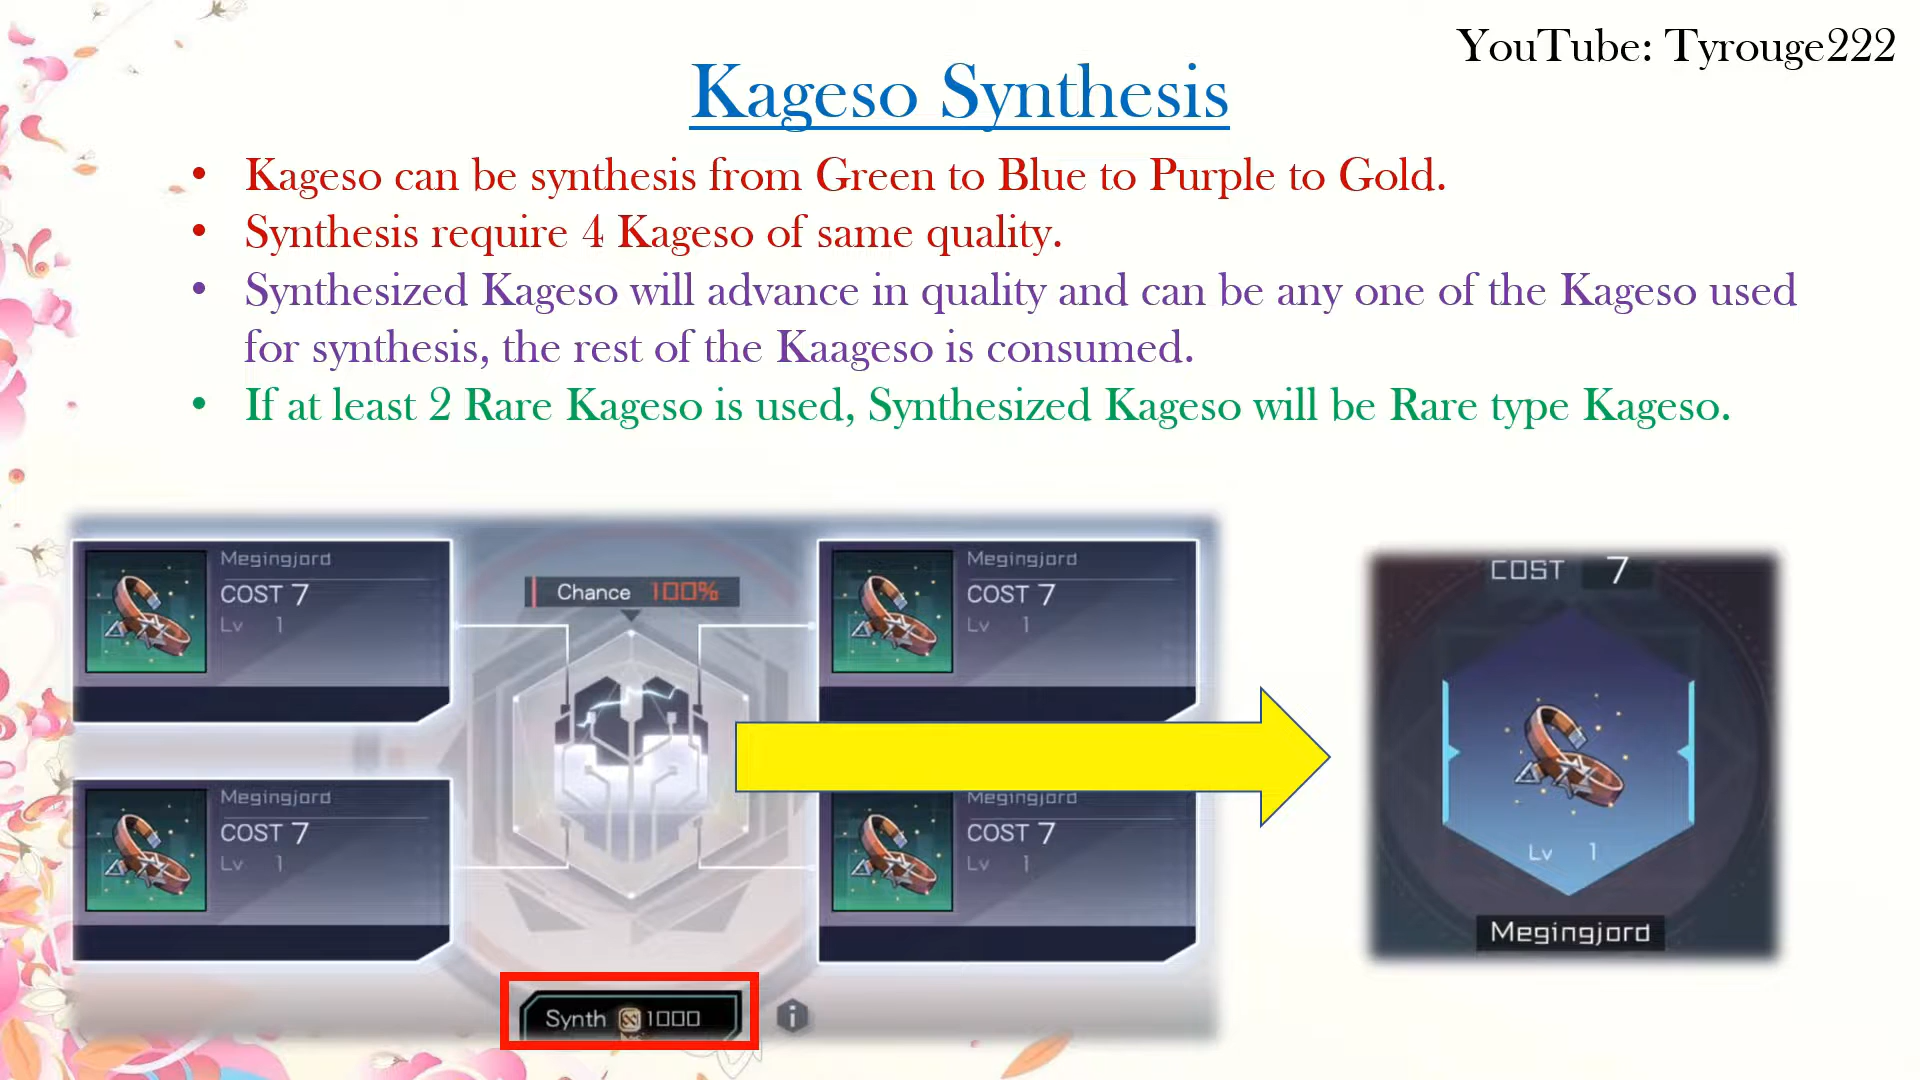 YouTube: Tyrouge222
Kageso Synthesis
• Kageso can be synthesis from Green to Blue to Purple to Gold.
• Synthesis require 4 Kageso of same quality.
• Synthesized Kageso will advance in quality and can be any one of the Kageso used
for synthesis, the rest of the Kaageso is consumed.
• If at least 2 Rare Kageso is used, Synthesized Kageso will be Rare type Kageso.
Megingjord
COST 7
Lv 1
Chance 100%
Megingjord
COST 7
Lv 1
Megingjord
COST 7
Lv 1
Megingjord
COST 7
Lv 1
Synth 1000
COST 7
Lv 1
Megingjord